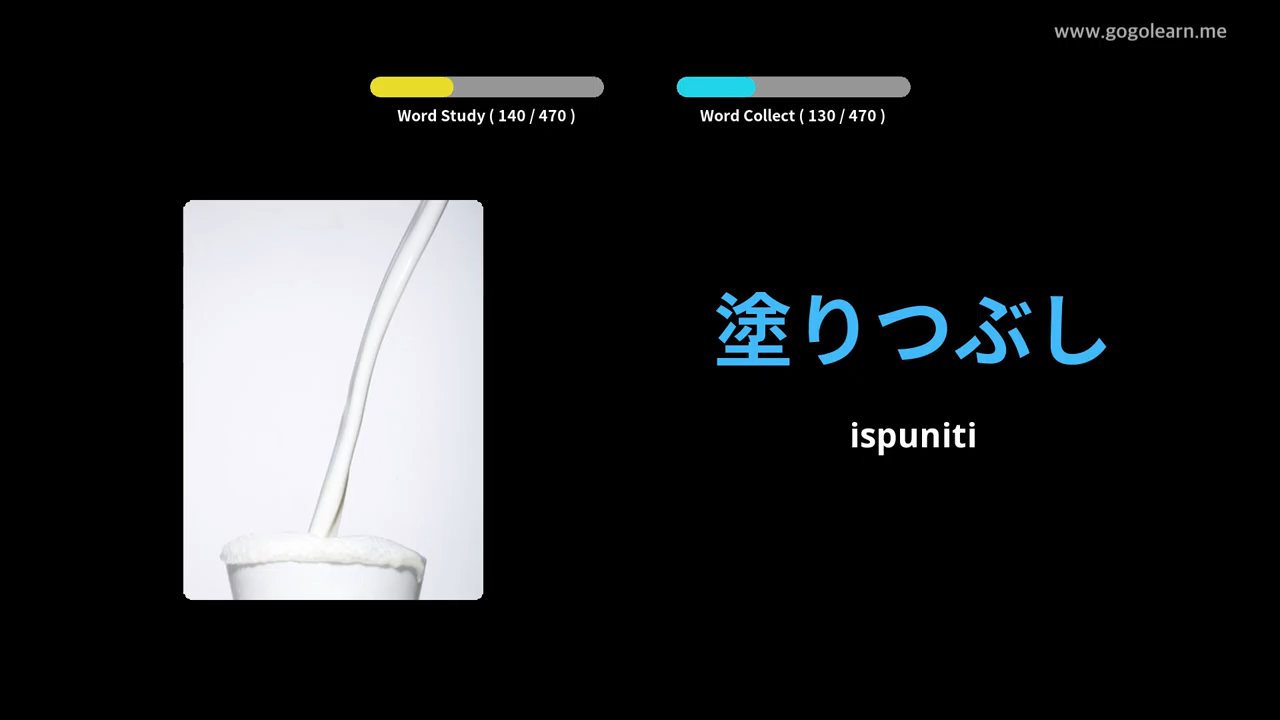 www.gogolearn.me
Word Study ( 140 / 470 )
Word Collect ( 130 / 470 )
塗りつぶし
ispuniti